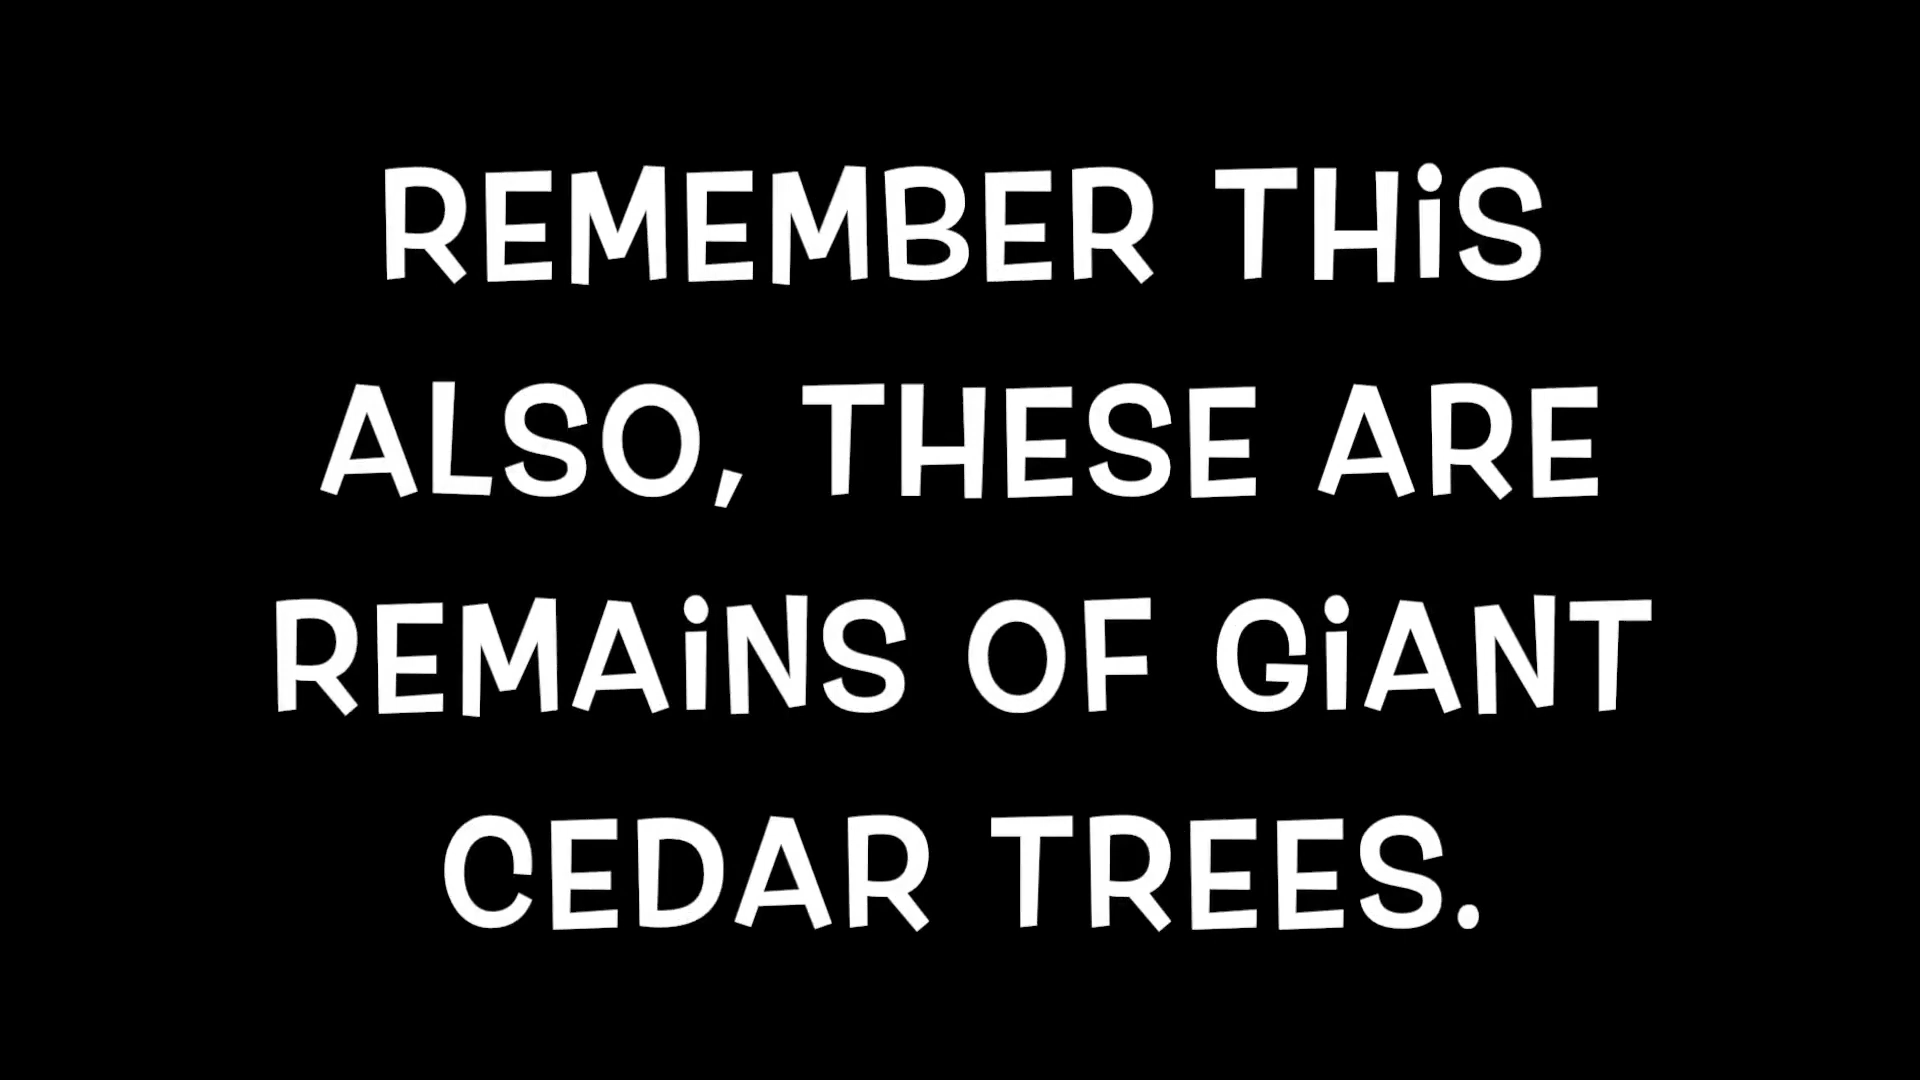 REMEMBER THiS
ALSO, THESE ARE
REMAiNS OF GiANT
CEDAR TREES.